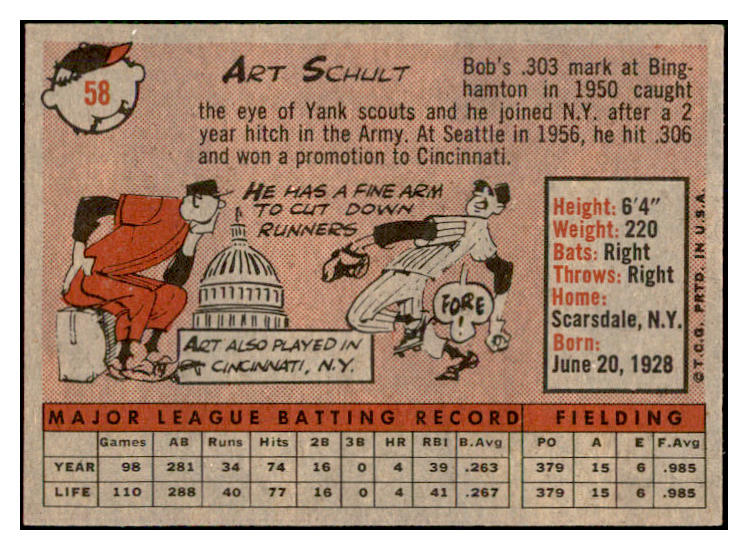 58
ART SCHULT
Bob's .303 mark at Bing-
hamton in 1950 caught
the eye of Yank scouts and he joined N.Y. after a 2
year hitch in the Army. At Seattle in 1956, he hit .306
and won a promotion to Cincinnati.
HE HAS A FINE ARM
TO CUT DOWN
RUNNERS
FORE
!
ART ALSO PLAYED IN
CINCINNATI, N.Y.
Height: 6'4"
Weight: 220
Bats: Right
Throws: Right
Home:
Scarsdale, N.Y.
Born:
June 20, 1928
©T.C.G. PRTD. IN U.S.A.
MAJOR LEAGUE BATTING RECORD FIELDING
Games AB Runs Hits 2B 3B HR RBI B.Avg PO A E F.Avg
YEAR 98 281 34 74 16 0 4 39 .263 379 15 6 .985
LIFE 110 288 40 77 16 0 4 41 .267 379 15 6 .985